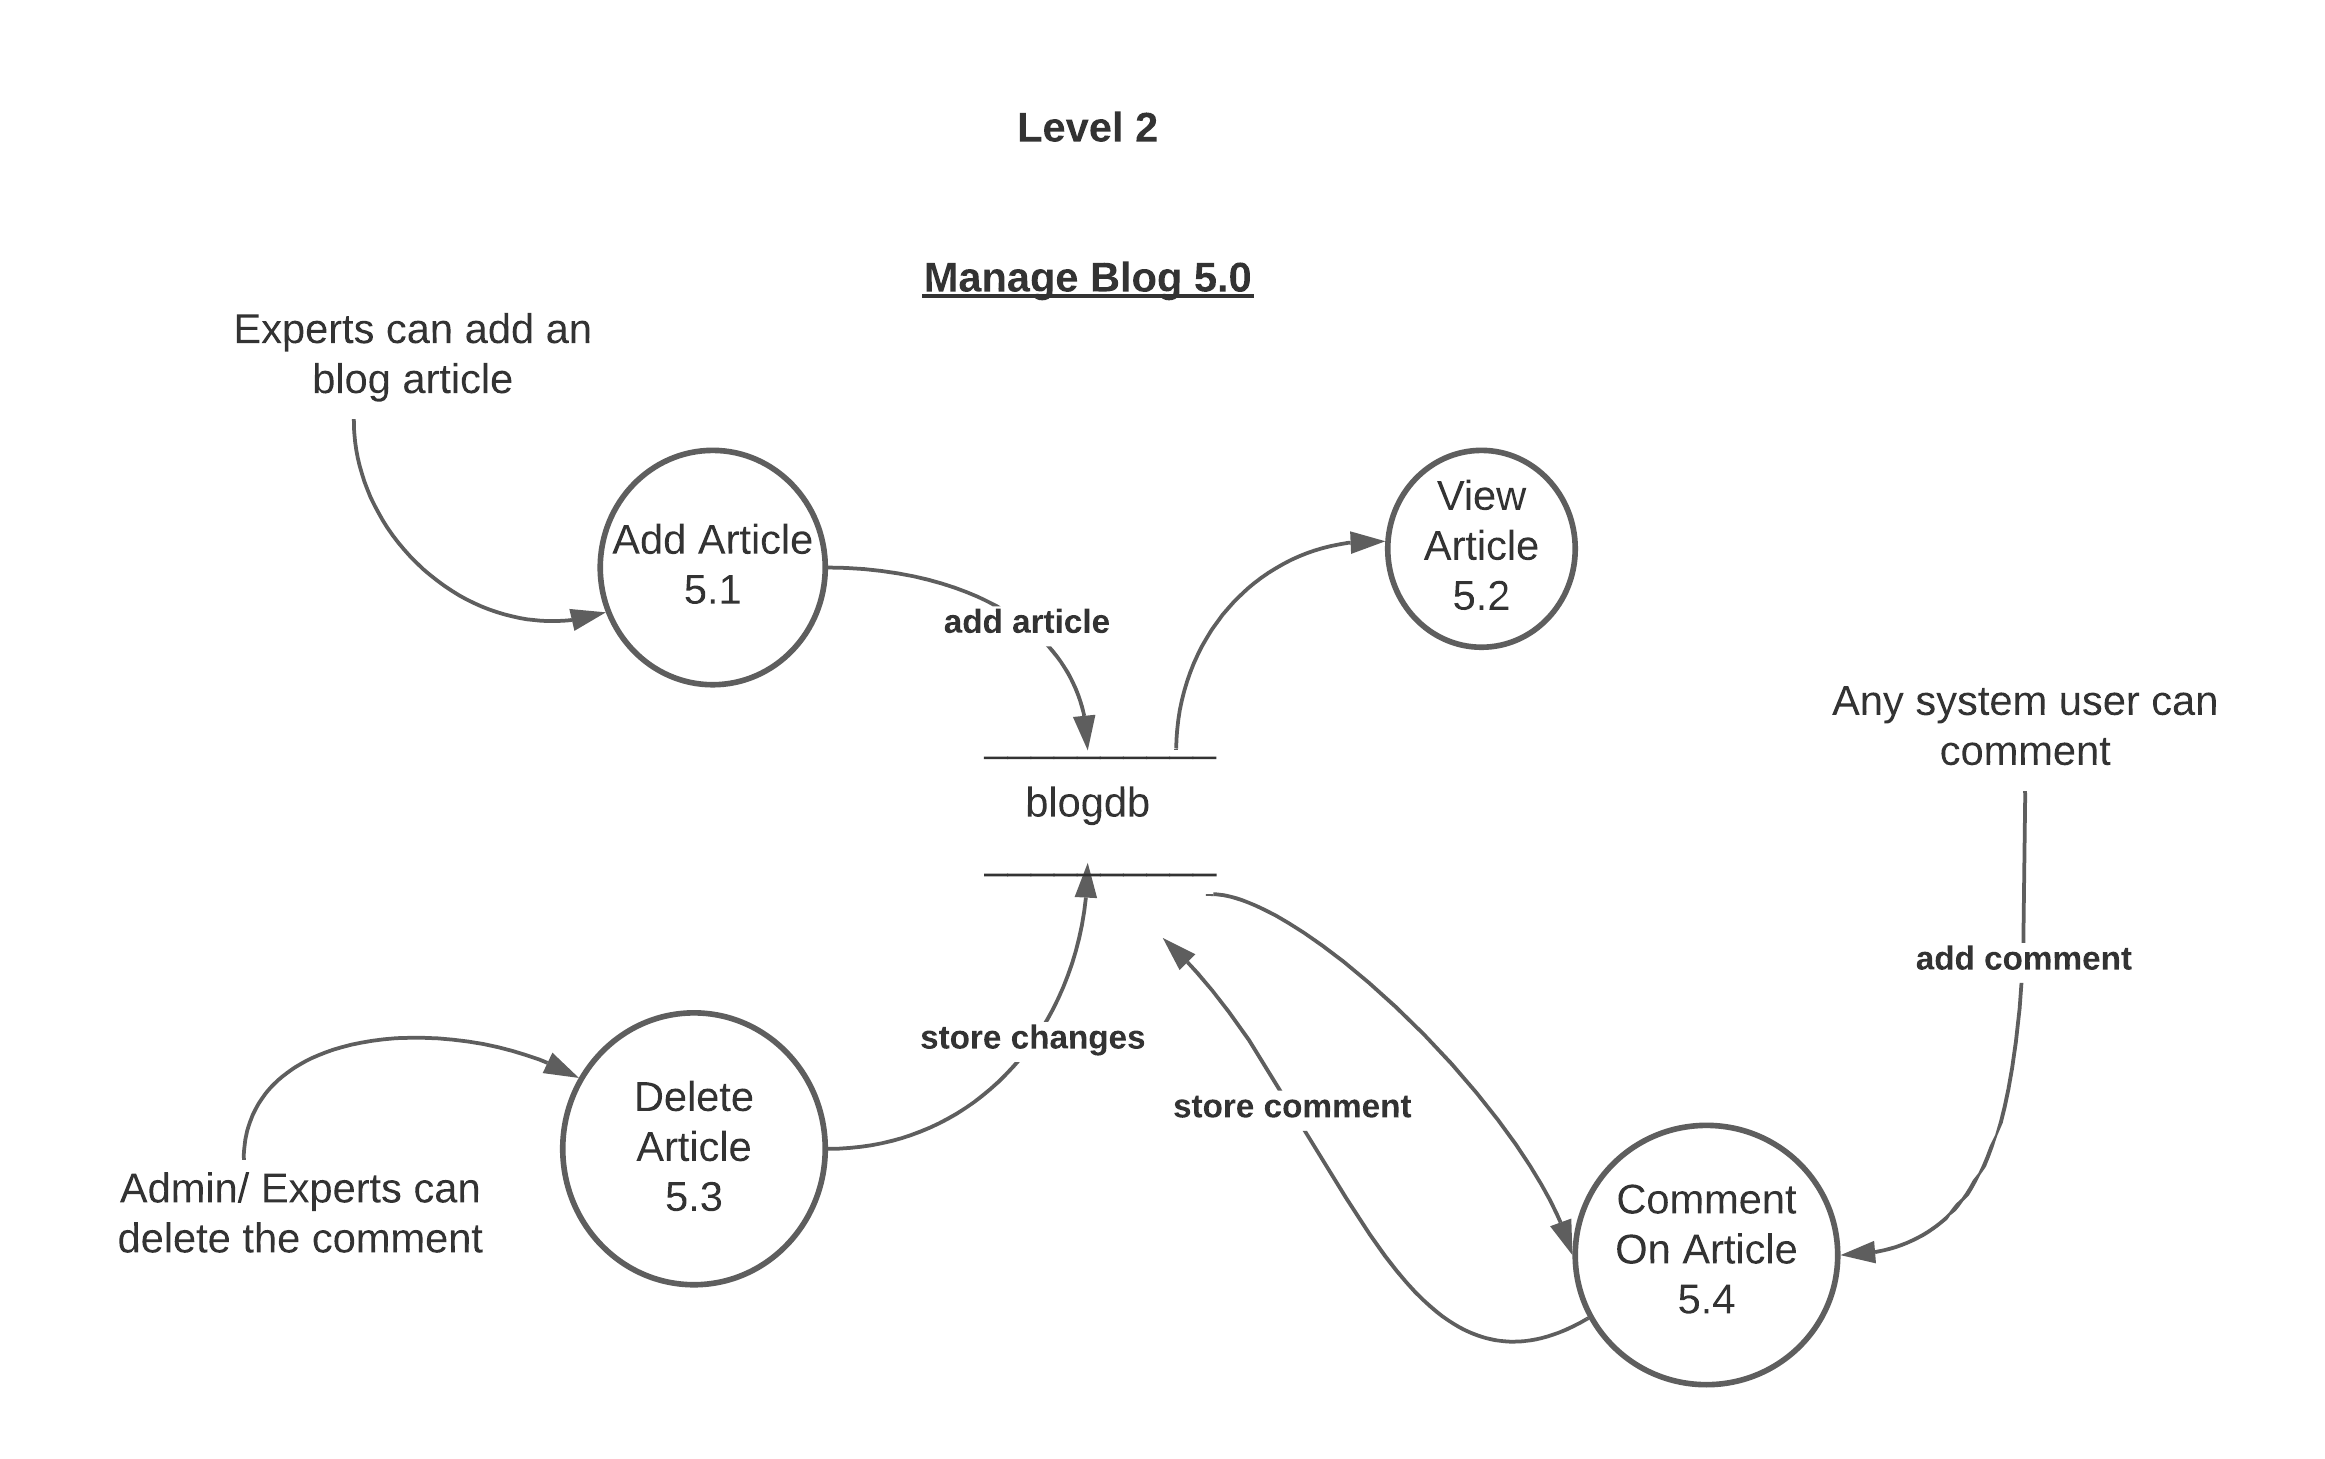 Level 2
Manage Blog 5.0
Experts can add an
blog article
Add Article
5.1
add article
View
Article
5.2
blogdb
Any system user can
comment
add comment
store changes
store comment
Delete
Article
5.3
Admin/ Experts can
delete the comment
Comment
On Article
5.4